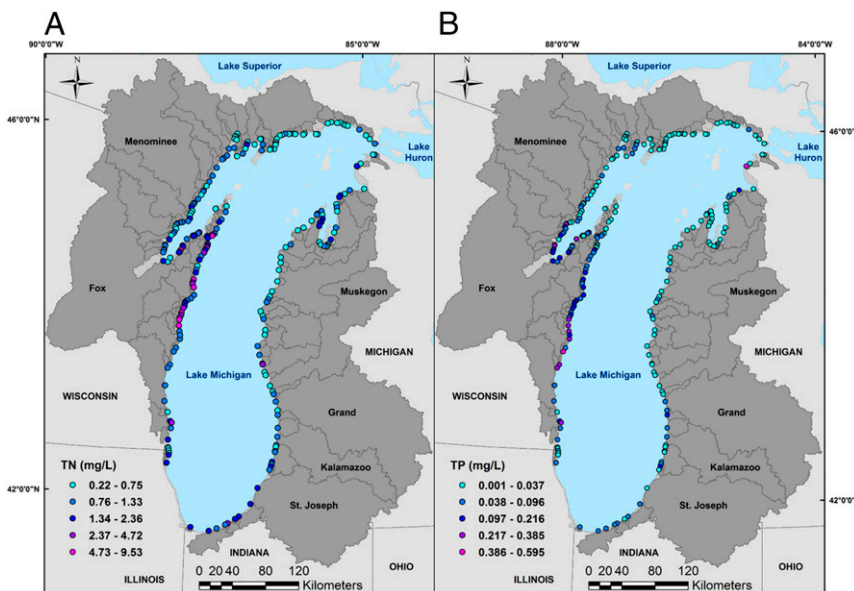 A
90°0'0"W
85°0'0"W
N
Lake Superior
46°0'0"N
Menominee
Lake
Huron
Fox
Muskegon
MICHIGAN
Lake Michigan
WISCONSIN
Grand
Kalamazoo
St. Joseph
42°0'0"N
TN (mg/L)
0.22 - 0.75
0.76 - 1.33
1.34 - 2.36
2.37 - 4.72
4.73 - 9.53
ILLINOIS
INDIANA
OHIO
0 20 40 80 120
Kilometers
B
88°0'0"W
84°0'0"W
N
Lake Superior
46°0'0"N
Menominee
Lake
Huron
Fox
Muskegon
MICHIGAN
Lake Michigan
WISCONSIN
Grand
Kalamazoo
St. Joseph
42°0'0"N
TP (mg/L)
0.001 - 0.037
0.038 - 0.096
0.097 - 0.216
0.217 - 0.385
0.386 - 0.595
ILLINOIS
INDIANA
OHIO
0 20 40 80 120
Kilometers